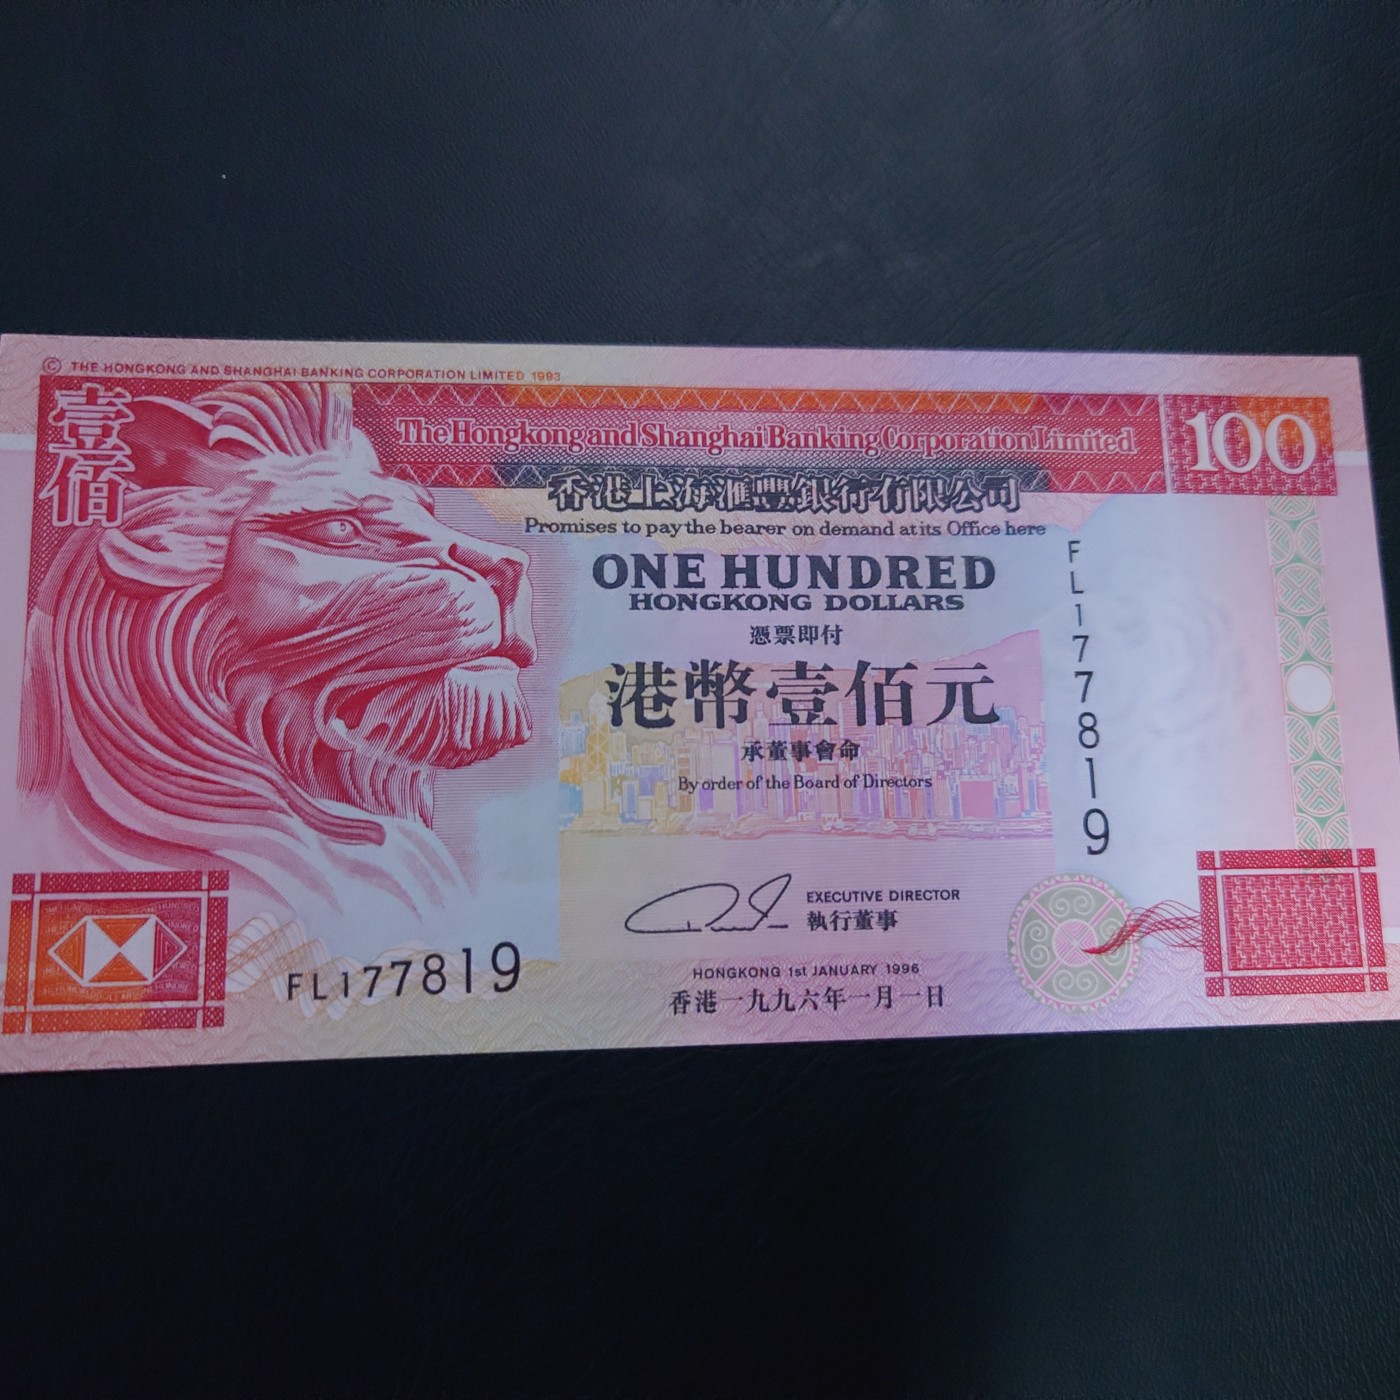 © THE HONGKONG AND SHANGHAI BANKING CORPORATION LIMITED 1993
壹佰
The Hongkong and Shanghai Banking Corporation Limited
100
香港上海滙豐銀行有限公司
Promises to pay the bearer on demand at its Office here
ONE HUNDRED
HONGKONG DOLLARS
憑票即付
港幣壹佰元
承董事會命
By order of the Board of Directors
FL177819
EXECUTIVE DIRECTOR
執行董事
FL177819
HONGKONG 1st JANUARY 1996
香港一九九六年一月一日